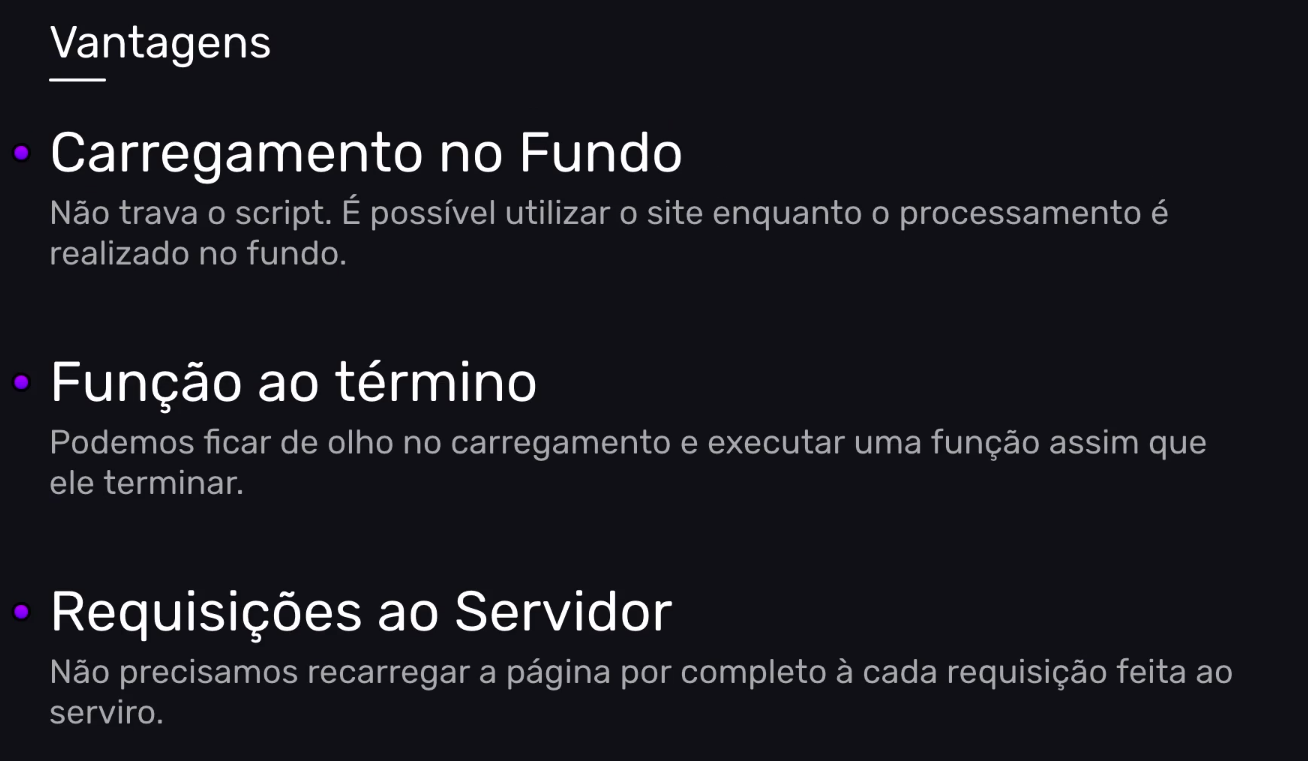 Vantagens
Carregamento no Fundo
Não trava o script. É possível utilizar o site enquanto o processamento é
realizado no fundo.
Função ao término
Podemos ficar de olho no carregamento e executar uma função assim que
ele terminar.
Requisições ao Servidor
Não precisamos recarregar a página por completo à cada requisição feita ao
serviro.